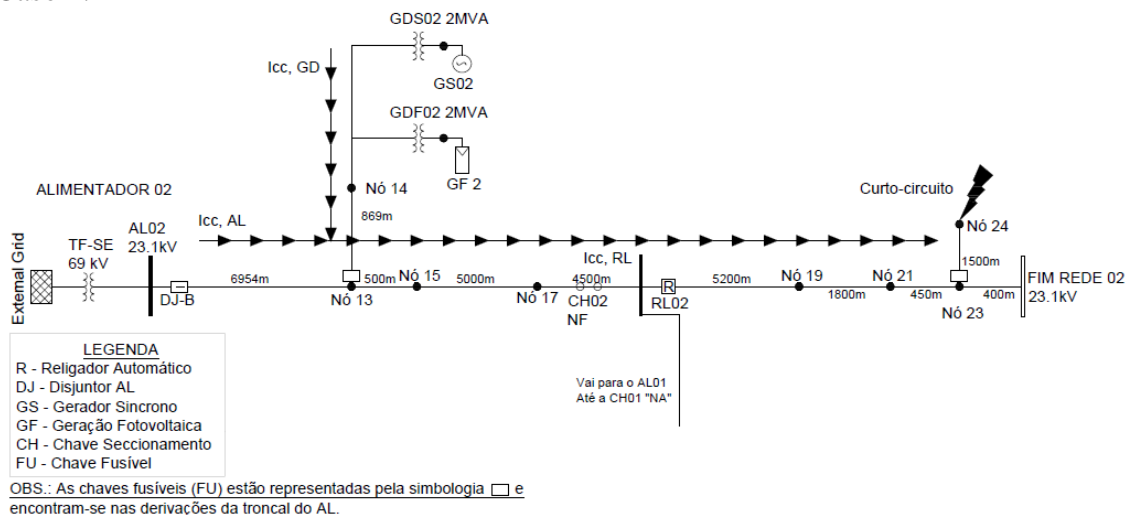 GDS02 2MVA
Icc, GD
GS02
GDF02 2MVA
GF 2
ALIMENTADOR 02
Nó 14
Curto-circuito
AL02
23.1kV
Icc, AL
869m
Nó 24
TF-SE
69 kV
External Grid
Icc, RL
1500m
6954m
500m
Nó 15
5000m
4500m
5200m
Nó 19
Nó 21
FIM REDE 02
23.1kV
DJ-B
Nó 13
Nó 17
CH02
NF
R
RL02
1800m
450m
400m
Nó 23
LEGENDA
R - Religador Automático
DJ - Disjuntor AL
GS - Gerador Sincrono
GF - Geração Fotovoltaica
CH - Chave Seccionamento
FU - Chave Fusível
Vai para o AL01
Até a CH01 "NA"
OBS.: As chaves fusíveis (FU) estão representadas pela simbologia e
encontram-se nas derivações da troncal do AL.